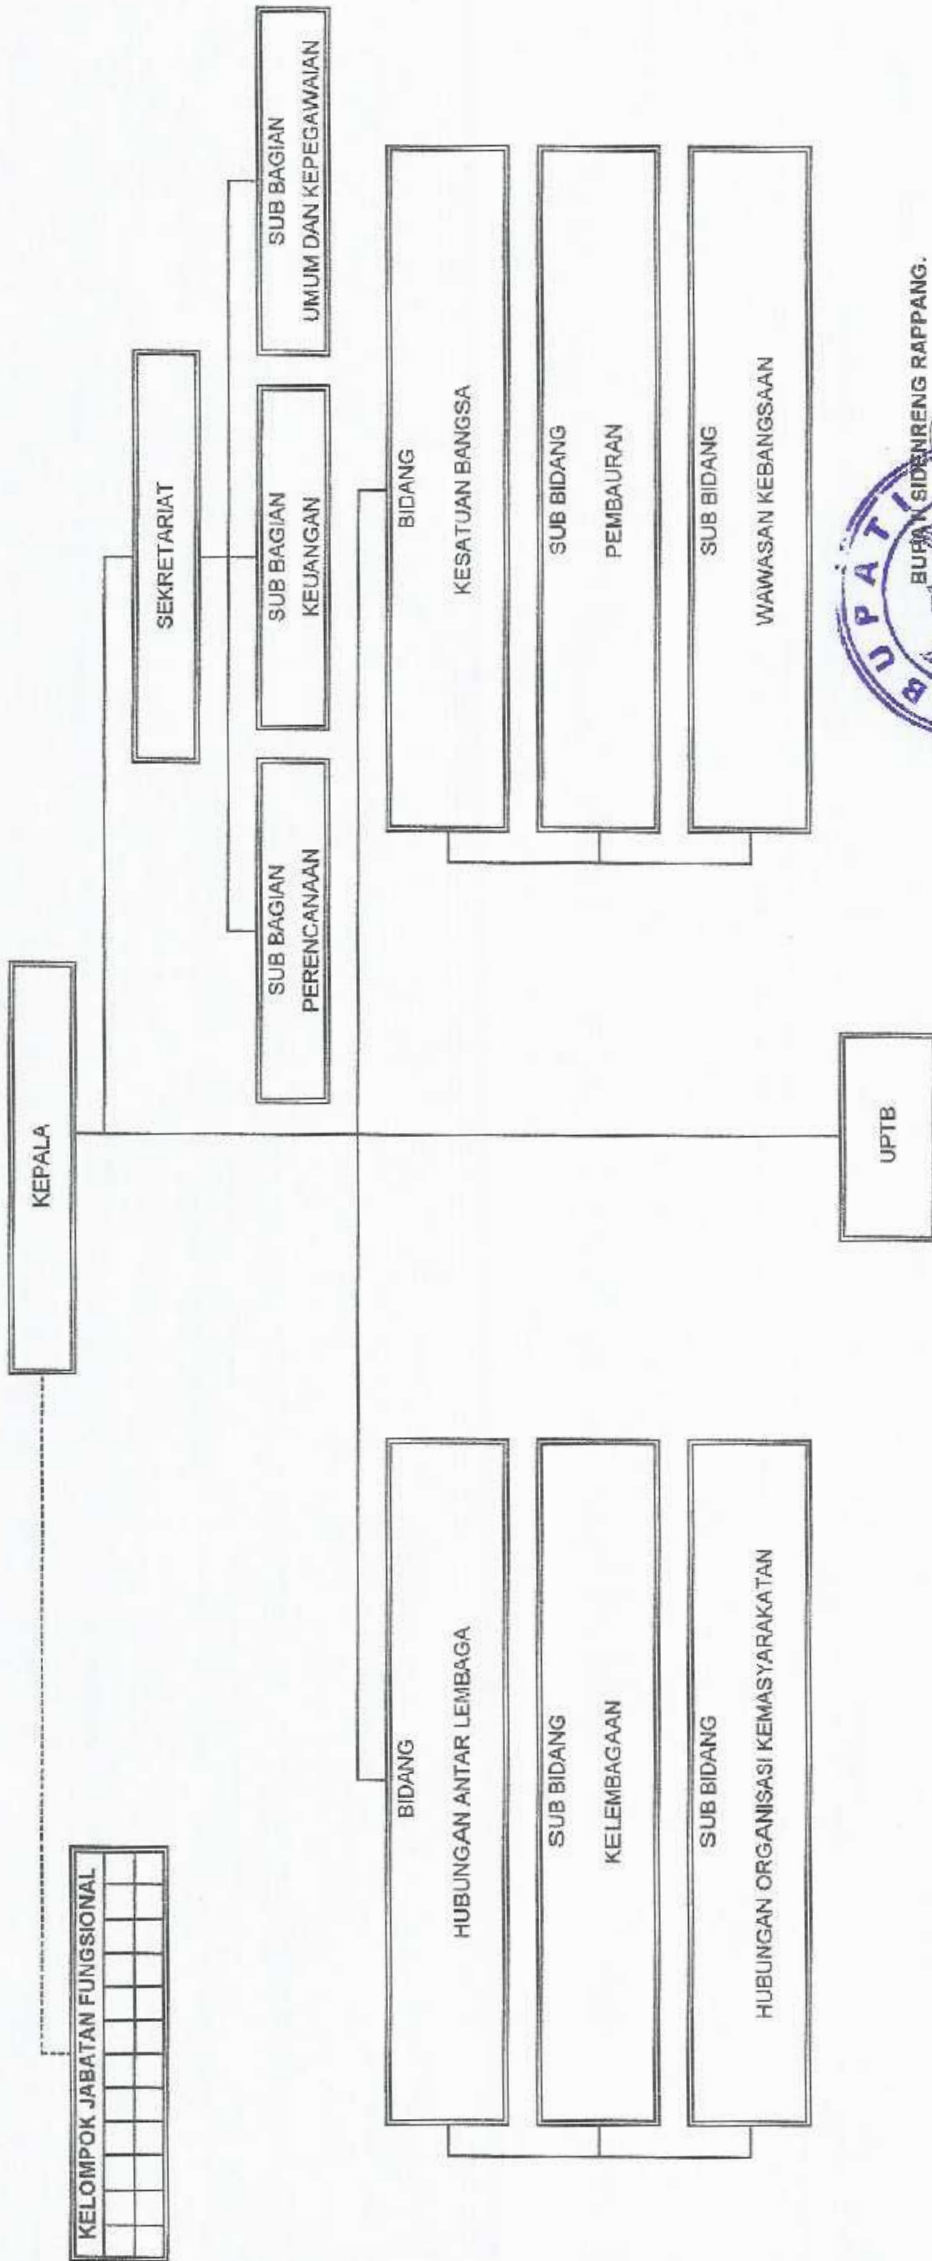 KEPALA
KELOMPOK JABATAN FUNGSIONAL
SEKRETARIAT
SUB BAGIAN
PERENCANAAN
SUB BAGIAN
KEUANGAN
SUB BAGIAN
UMUM DAN KEPEGAWAIAN
BIDANG
HUBUNGAN ANTAR LEMBAGA
SUB BIDANG
KELEMBAGAAN
SUB BIDANG
HUBUNGAN ORGANISASI KEMASYARAKATAN
BIDANG
KESATUAN BANGSA
SUB BIDANG
PEMBAURAN
SUB BIDANG
WAWASAN KEBANGSAAN
UPTB
BUPATI SIDENRENG RAPPANG.
BUPATI